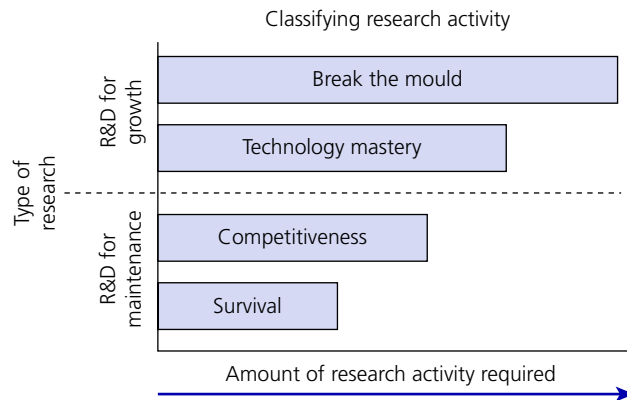 Classifying research activity
Type of
research
R&D for
growth
Break the mould
Technology mastery
R&D for
maintenance
Competitiveness
Survival
Amount of research activity required